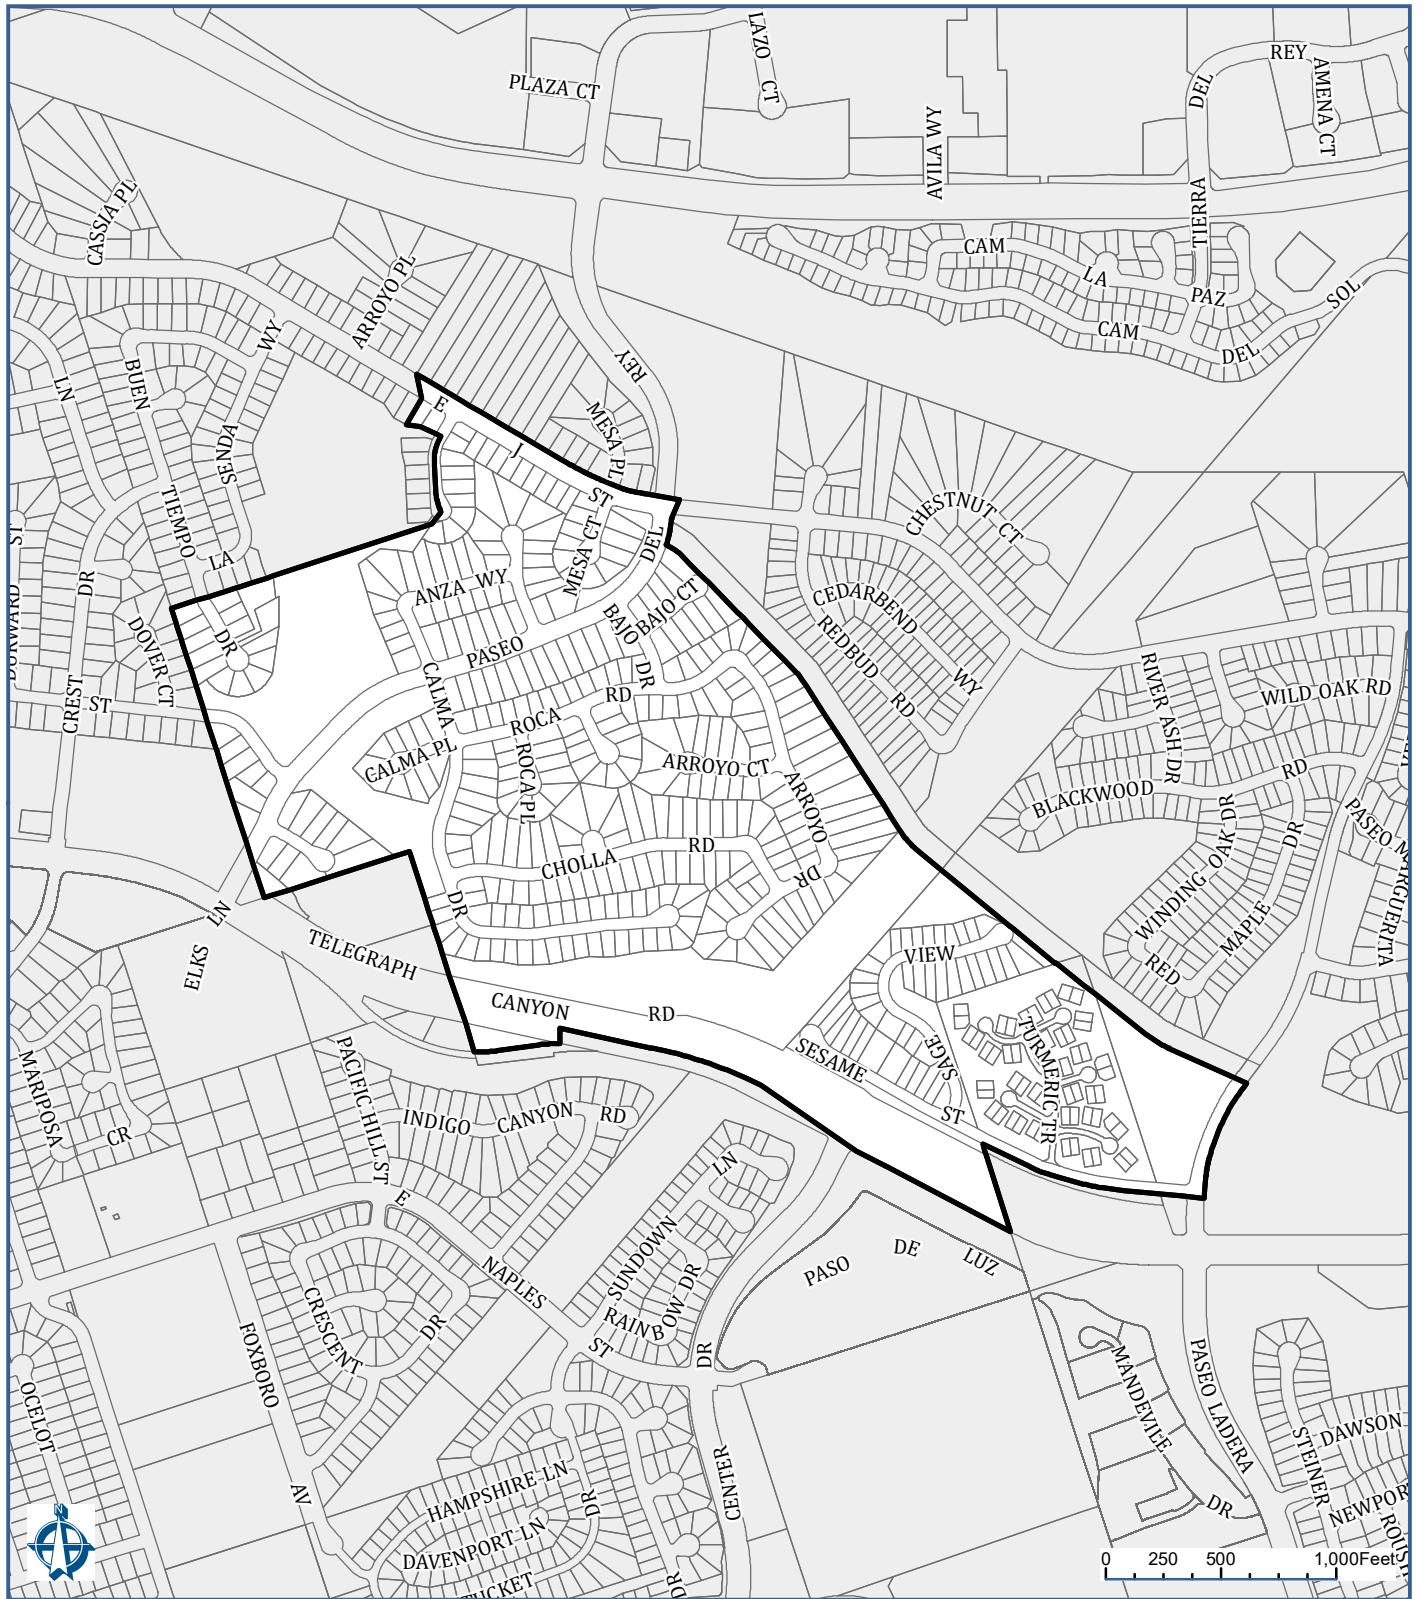 LAZO
CT
PLAZA CT
REY
DEL
AMENA CT
AVILA WY
TIERRA
CASSIA PL
ARROYO PL
CAM
LA
PAZ
CAM
DEL
SOL
WY
REY
LN
BUEN
SENDA
TIEMPO
LA
DR
E
J
ST
MESA PL
MESA CT
DEL
CHESTNUT CT
CEDARBEND
WY
REDBUD
RD
ST
DURWARD
DR
CREST
ST
DOVER CT
ANZA WY
PASEO
BAJO
DR
BAJO CT
CALMA
CALMA PL
ROCA
RD
ROCA PL
ARROYO CT
ARROYO
DR
CHOLLA
RD
DR
RIVER ASH DR
WILD OAK RD
BLACKWOOD
RD
WINDING OAK DR
DR
MAPLE
RED
PASEO MARGUERITA
ELKS
LN
TELEGRAPH
CANYON
RD
VIEW
SAGE
SESAME
ST
TURMERIC TR
MARIPOSA
CR
PACIFIC HILL ST
INDIGO
CANYON
RD
E
NAPLES
ST
SUNDOWN
LN
RAINBOW DR
PASO
DE
LUZ
CRESCENT
DR
FOXBORO
AV
DR
CENTER
OCELOT
HAMPSHIRE LN
DAVENPORT LN
TUCKET
DR
DR
MANDEVILE
DR
PASEO LADERA
STEINER
DAWSON
NEWPOR
ROUSH
N
0 250 500 1,000Feet